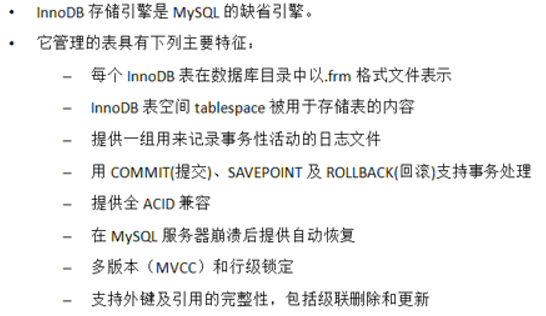 • InnoDB 存储引擎是 MySQL 的缺省引擎。
• 它管理的表具有下列主要特征：
– 每个 InnoDB 表在数据库目录中以.frm 格式文件表示
– InnoDB 表空间 tablespace 被用于存储表的内容
– 提供一组用来记录事务性活动的日志文件
– 用 COMMIT(提交)、SAVEPOINT 及 ROLLBACK(回滚)支持事务处理
– 提供全 ACID 兼容
– 在 MySQL 服务器崩溃后提供自动恢复
– 多版本（MVCC）和行级锁定
– 支持外键及引用的完整性，包括级联删除和更新